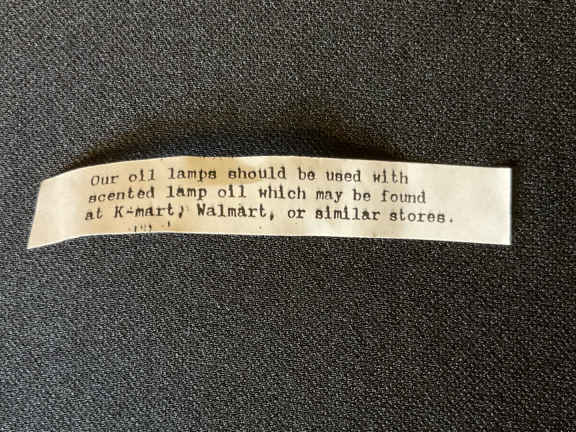 Our oil lamps should be used with
scented lamp oil which may be found
at K-mart, Walmart, or similar stores.